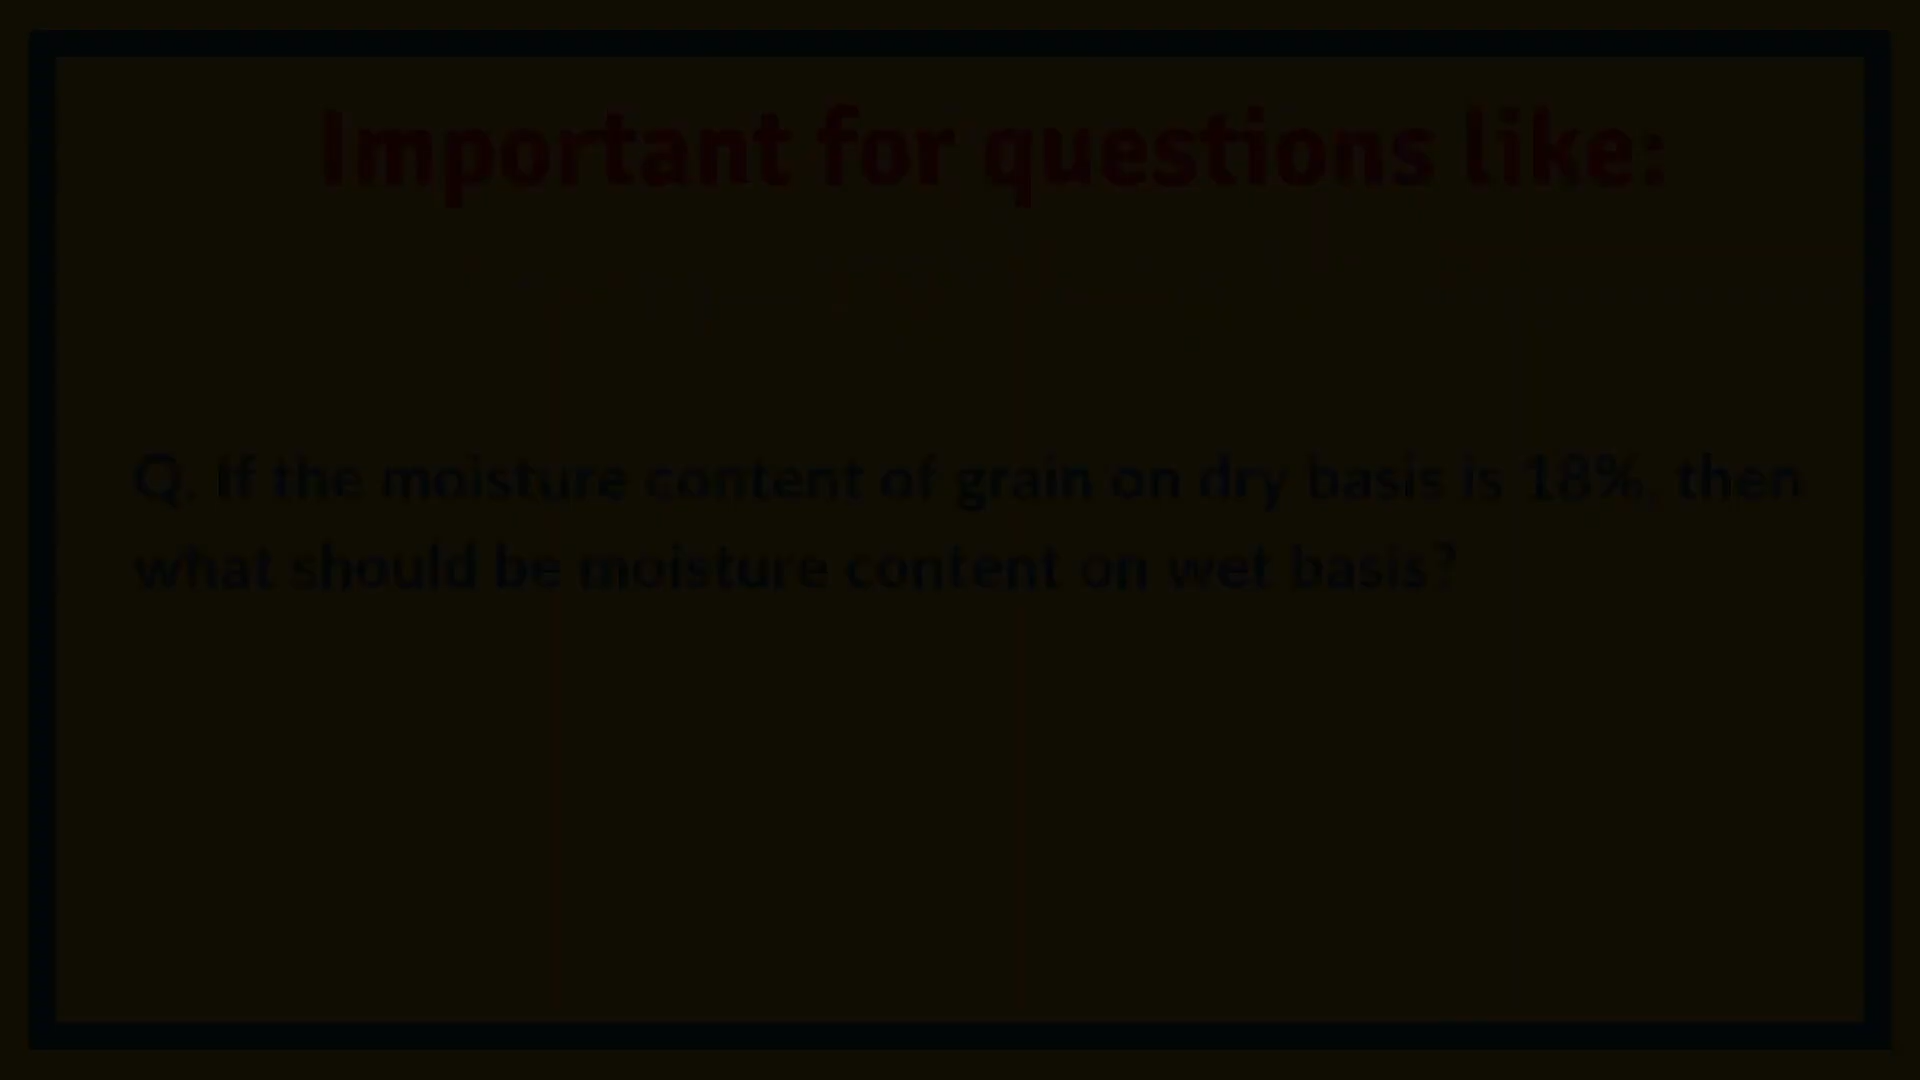 Important for questions like:
Q. If the moisture content of grain on dry basis is 18%, then
what should be moisture content on wet basis?